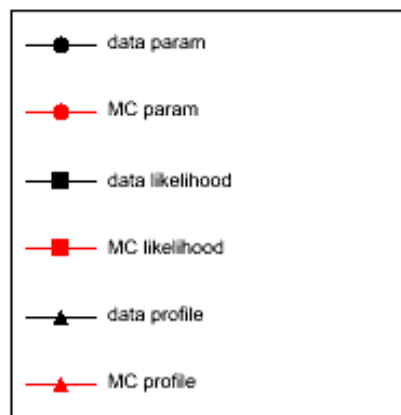 data param
MC param
data likelihood
MC likelihood
data profile
MC profile